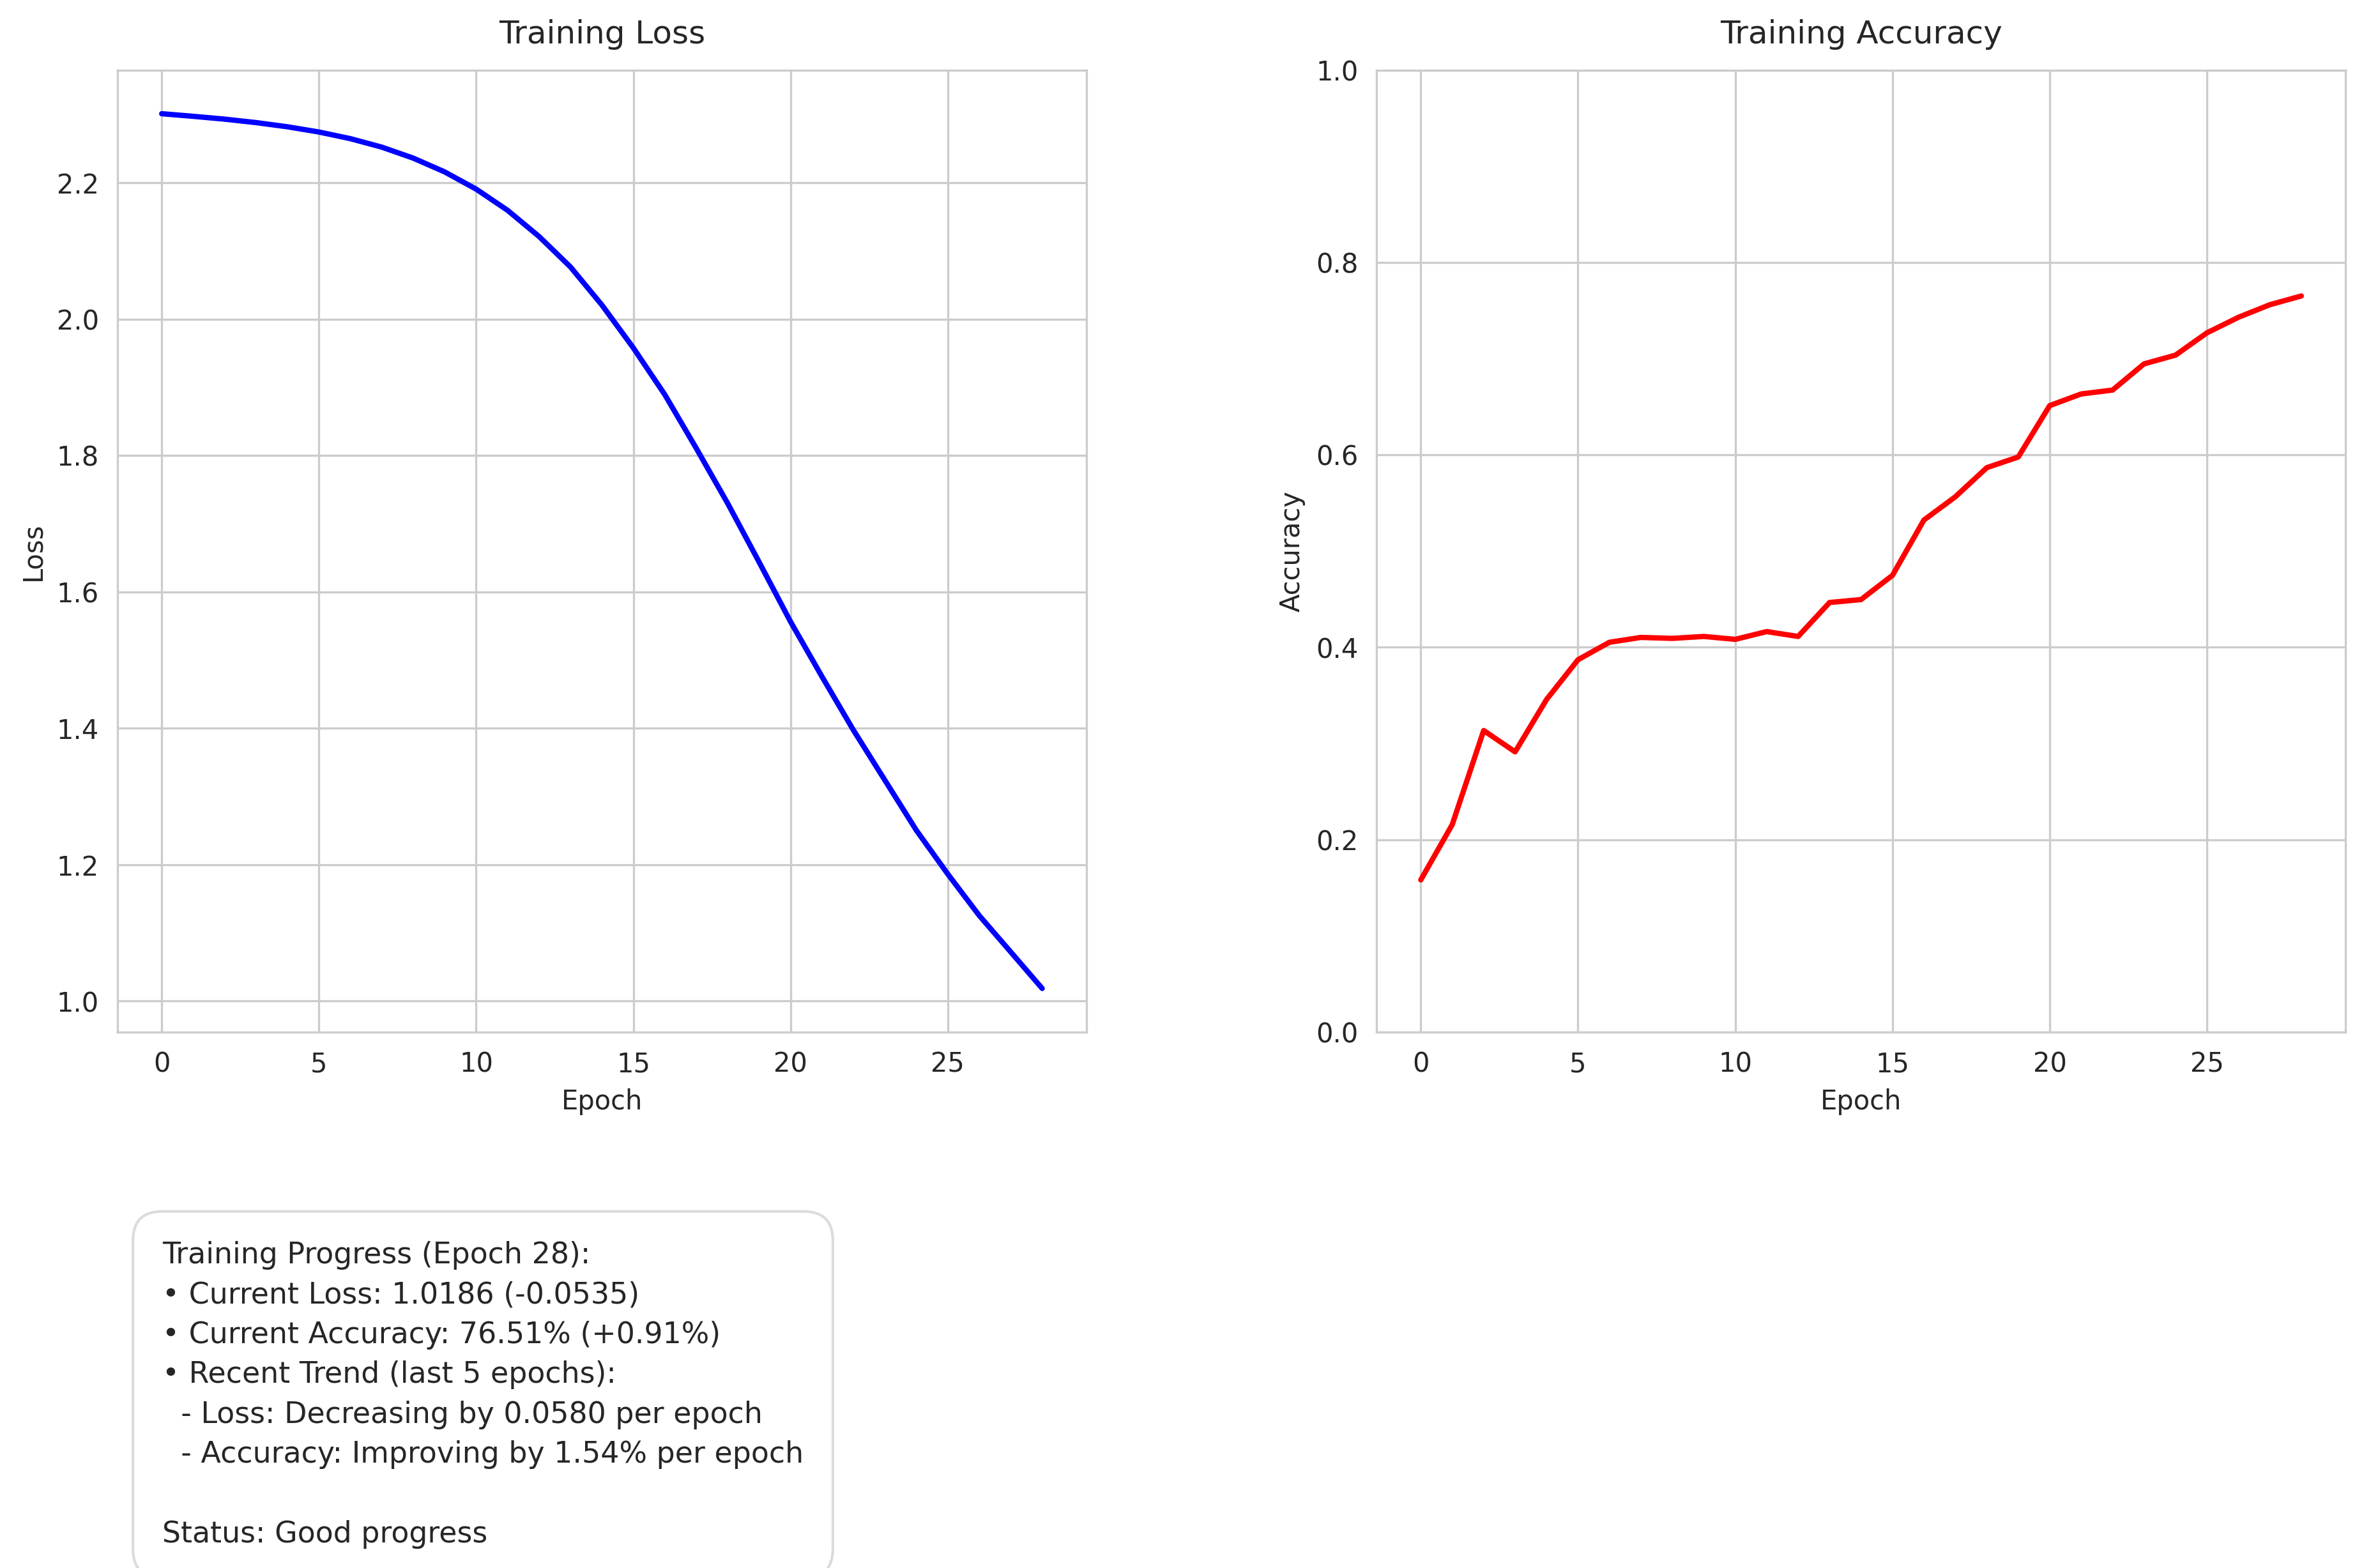 Training Loss
2.2
2.0
1.8
1.6
1.4
1.2
1.0
Loss
0 5 10 15 20 25
Epoch
Training Accuracy
1.0
0.8
0.6
0.4
0.2
0.0
Accuracy
0 5 10 15 20 25
Epoch
Training Progress (Epoch 28):
• Current Loss: 1.0186 (-0.0535)
• Current Accuracy: 76.51% (+0.91%)
• Recent Trend (last 5 epochs):
- Loss: Decreasing by 0.0580 per epoch
- Accuracy: Improving by 1.54% per epoch
Status: Good progress